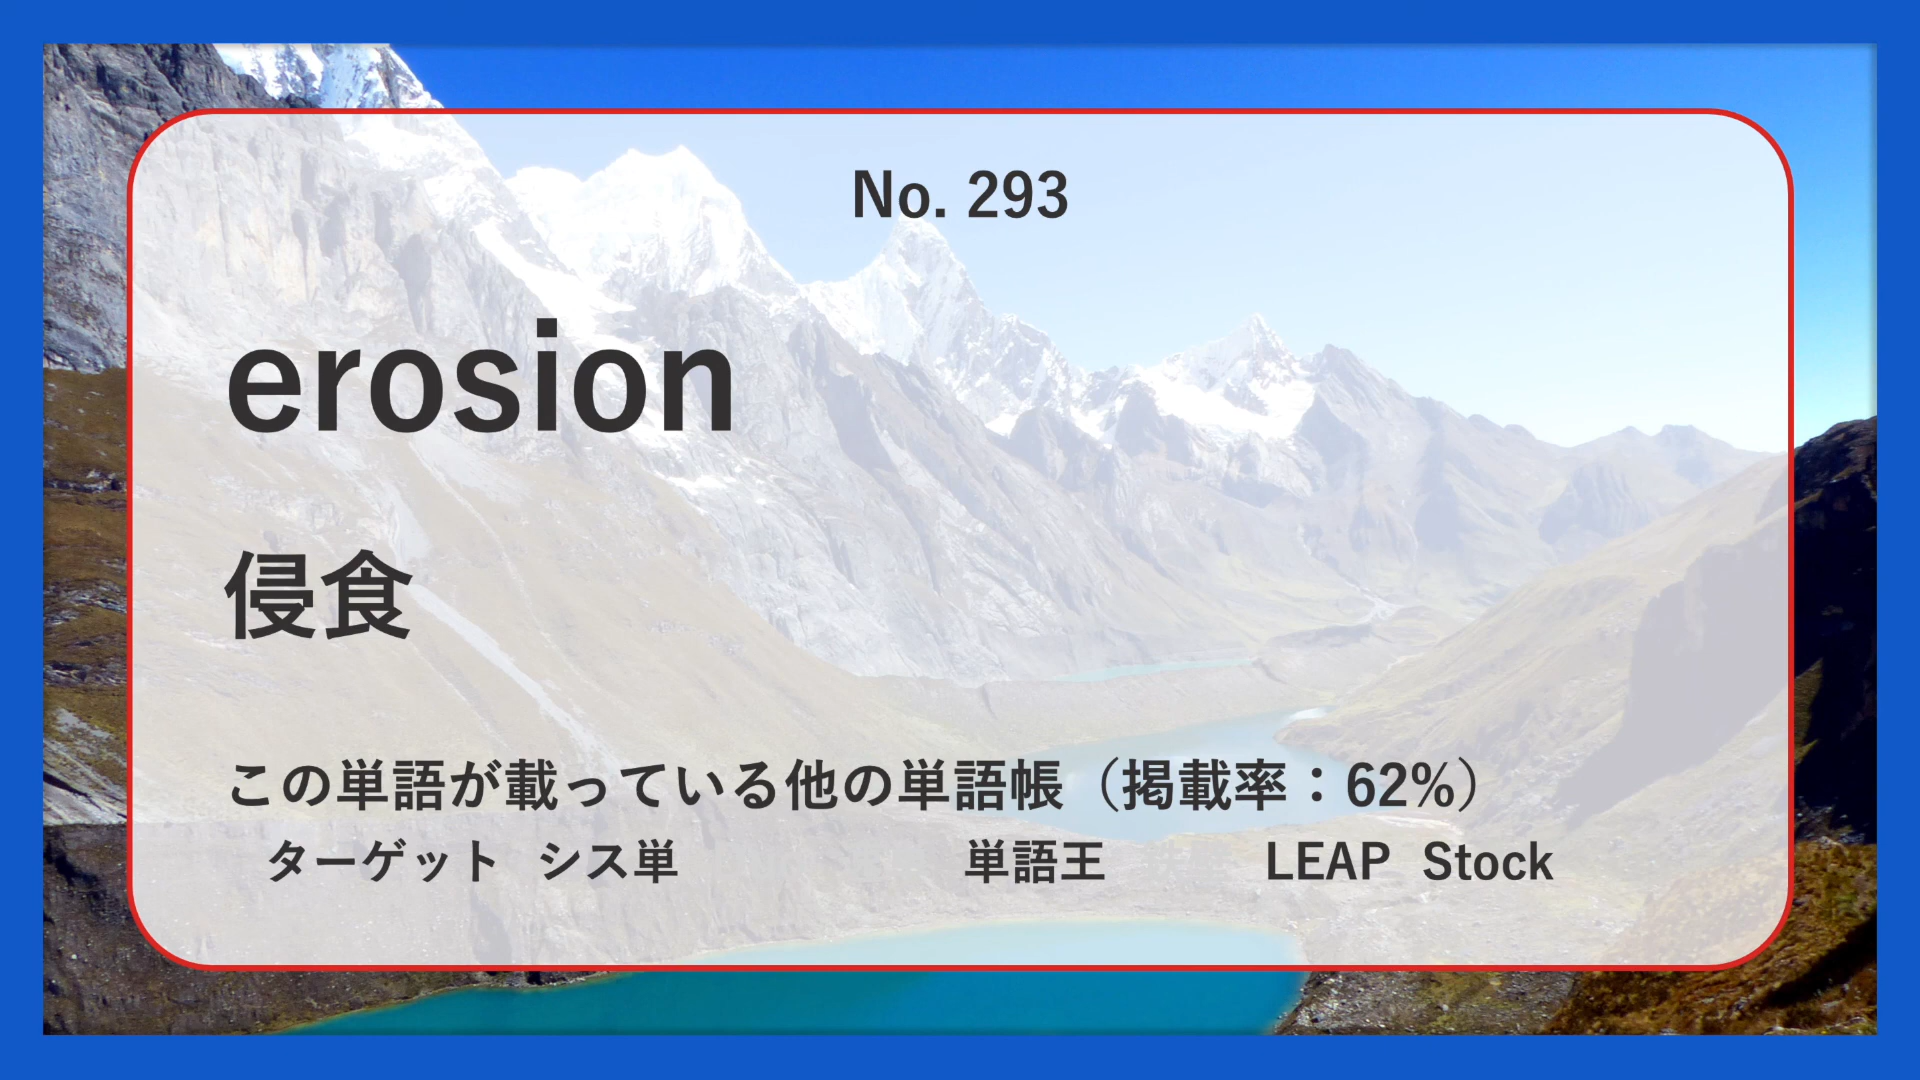 No. 293
erosion
侵食
この単語が載っている他の単語帳（掲載率：62%）
ターゲット シス単 単語王 LEAP Stock